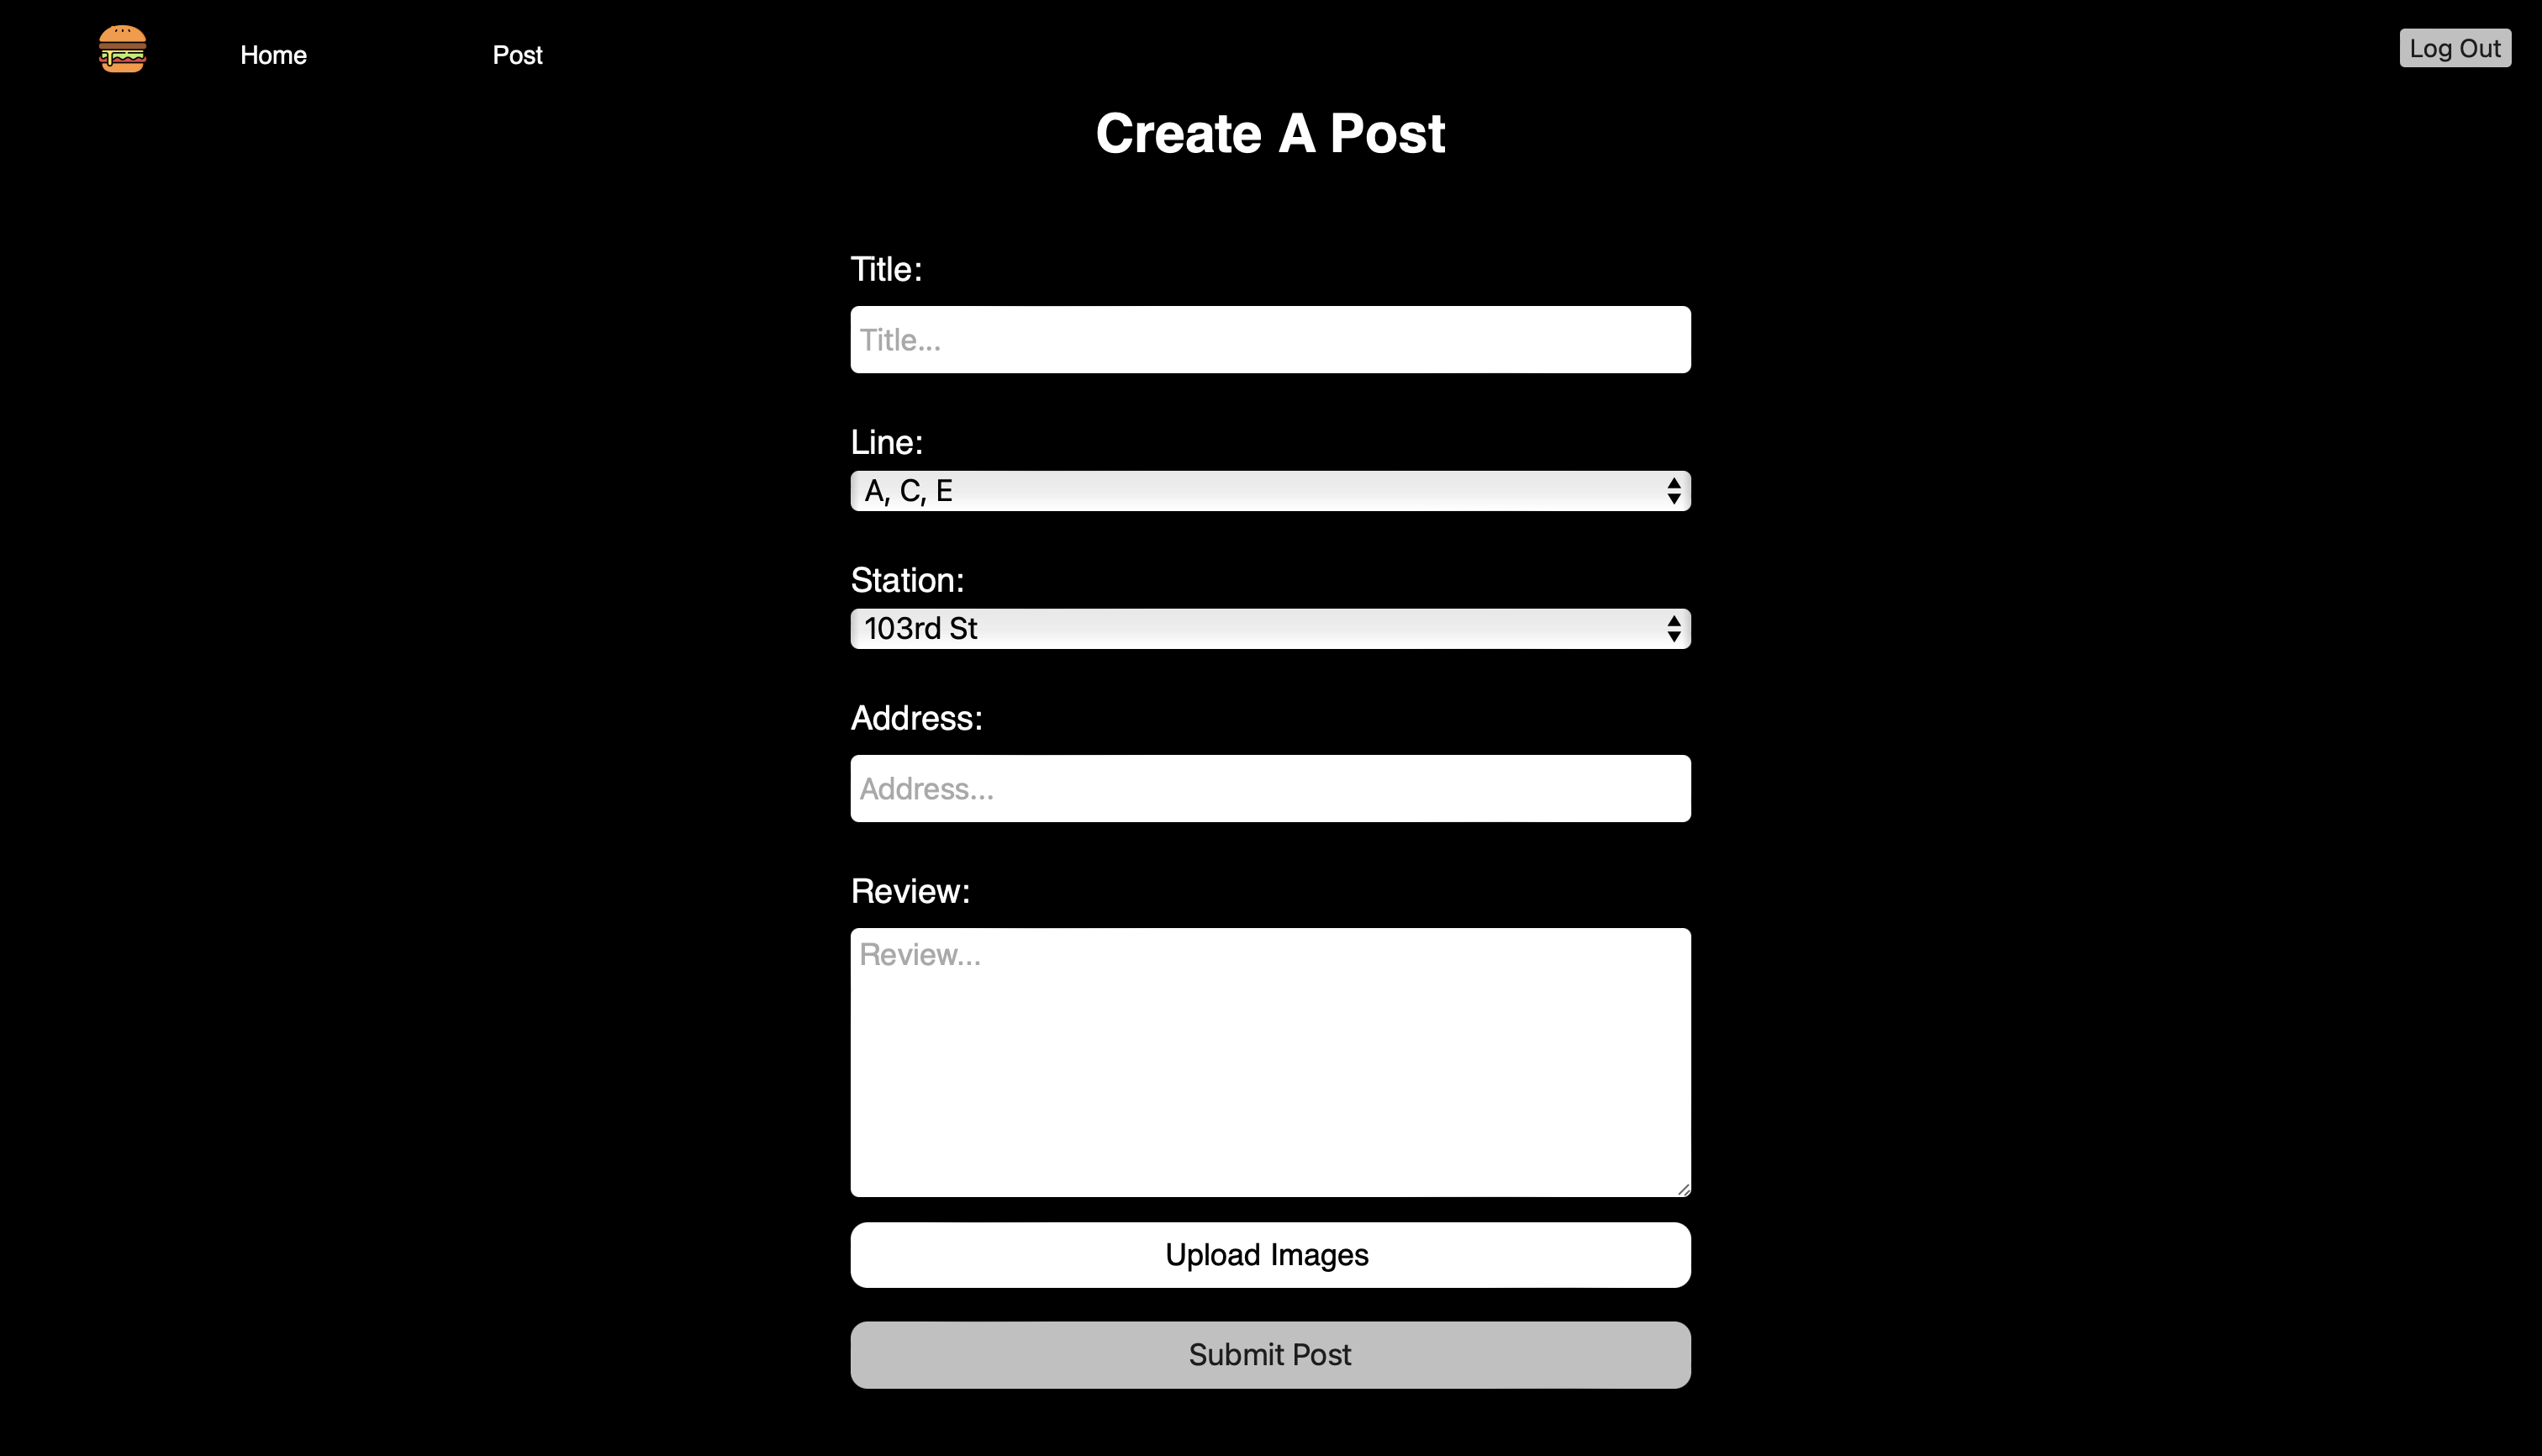 Home
Post
Log Out
Create A Post
Title:
Title...
Line:
A, C, E
Station:
103rd St
Address:
Address...
Review:
Review...
Upload Images
Submit Post